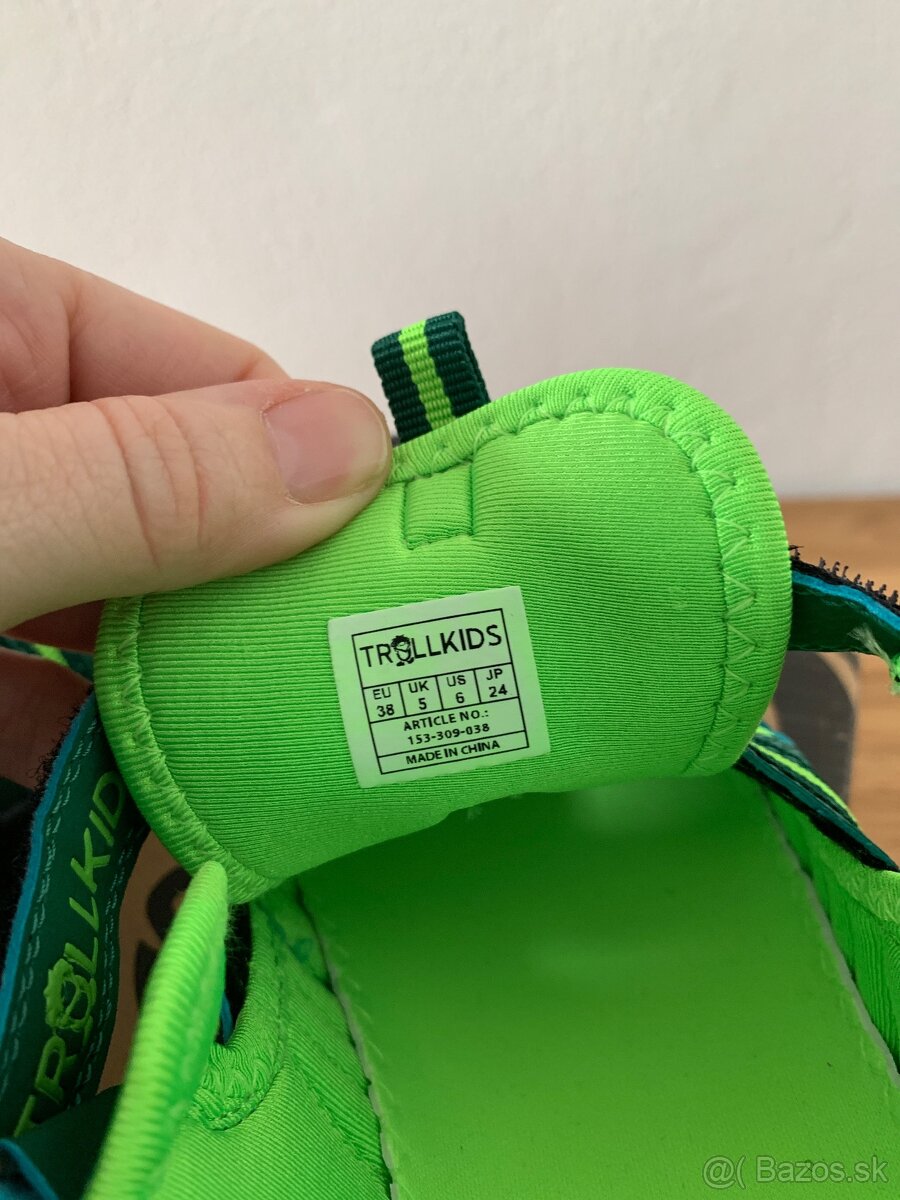 TROLLKIDS
EU UK US JP
38 5 6 24
ARTICLE NO.:
153-309-038
MADE IN CHINA
TROLLKID
@( Bazos.sk